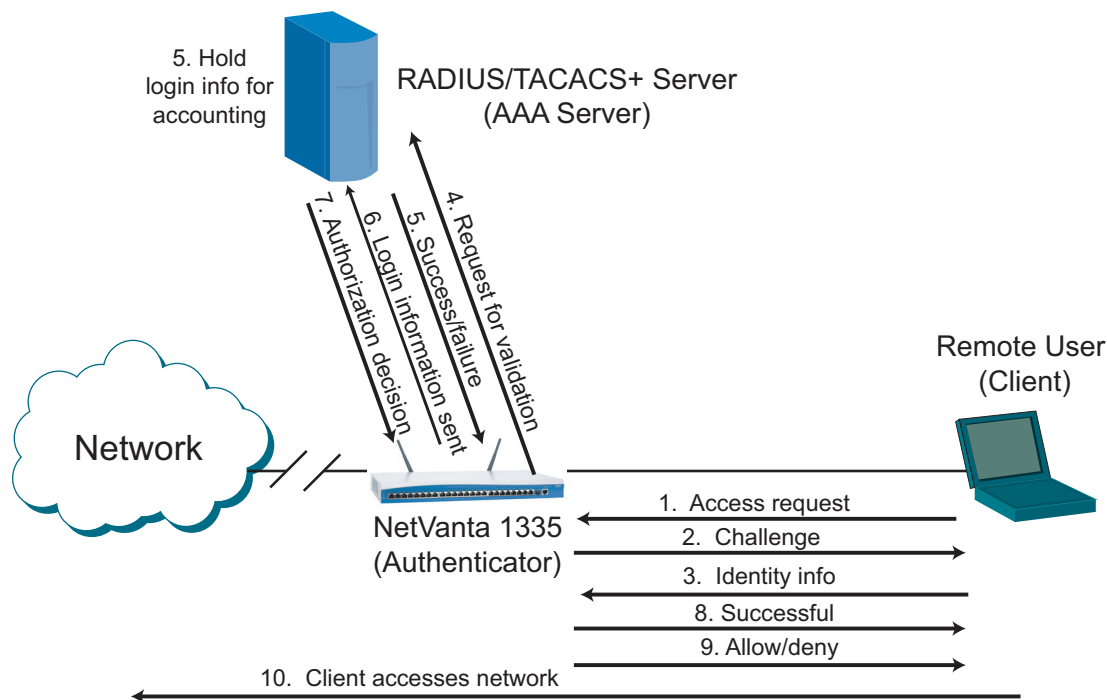 5. Hold
login info for
accounting
RADIUS/TACACS+ Server
(AAA Server)
7. Authorization decision
6. Login information sent
5. Success/failure
4. Request for validation
Remote User
(Client)
Network
NetVanta 1335
(Authenticator)
1. Access request
2. Challenge
3. Identity info
8. Successful
9. Allow/deny
10. Client accesses network